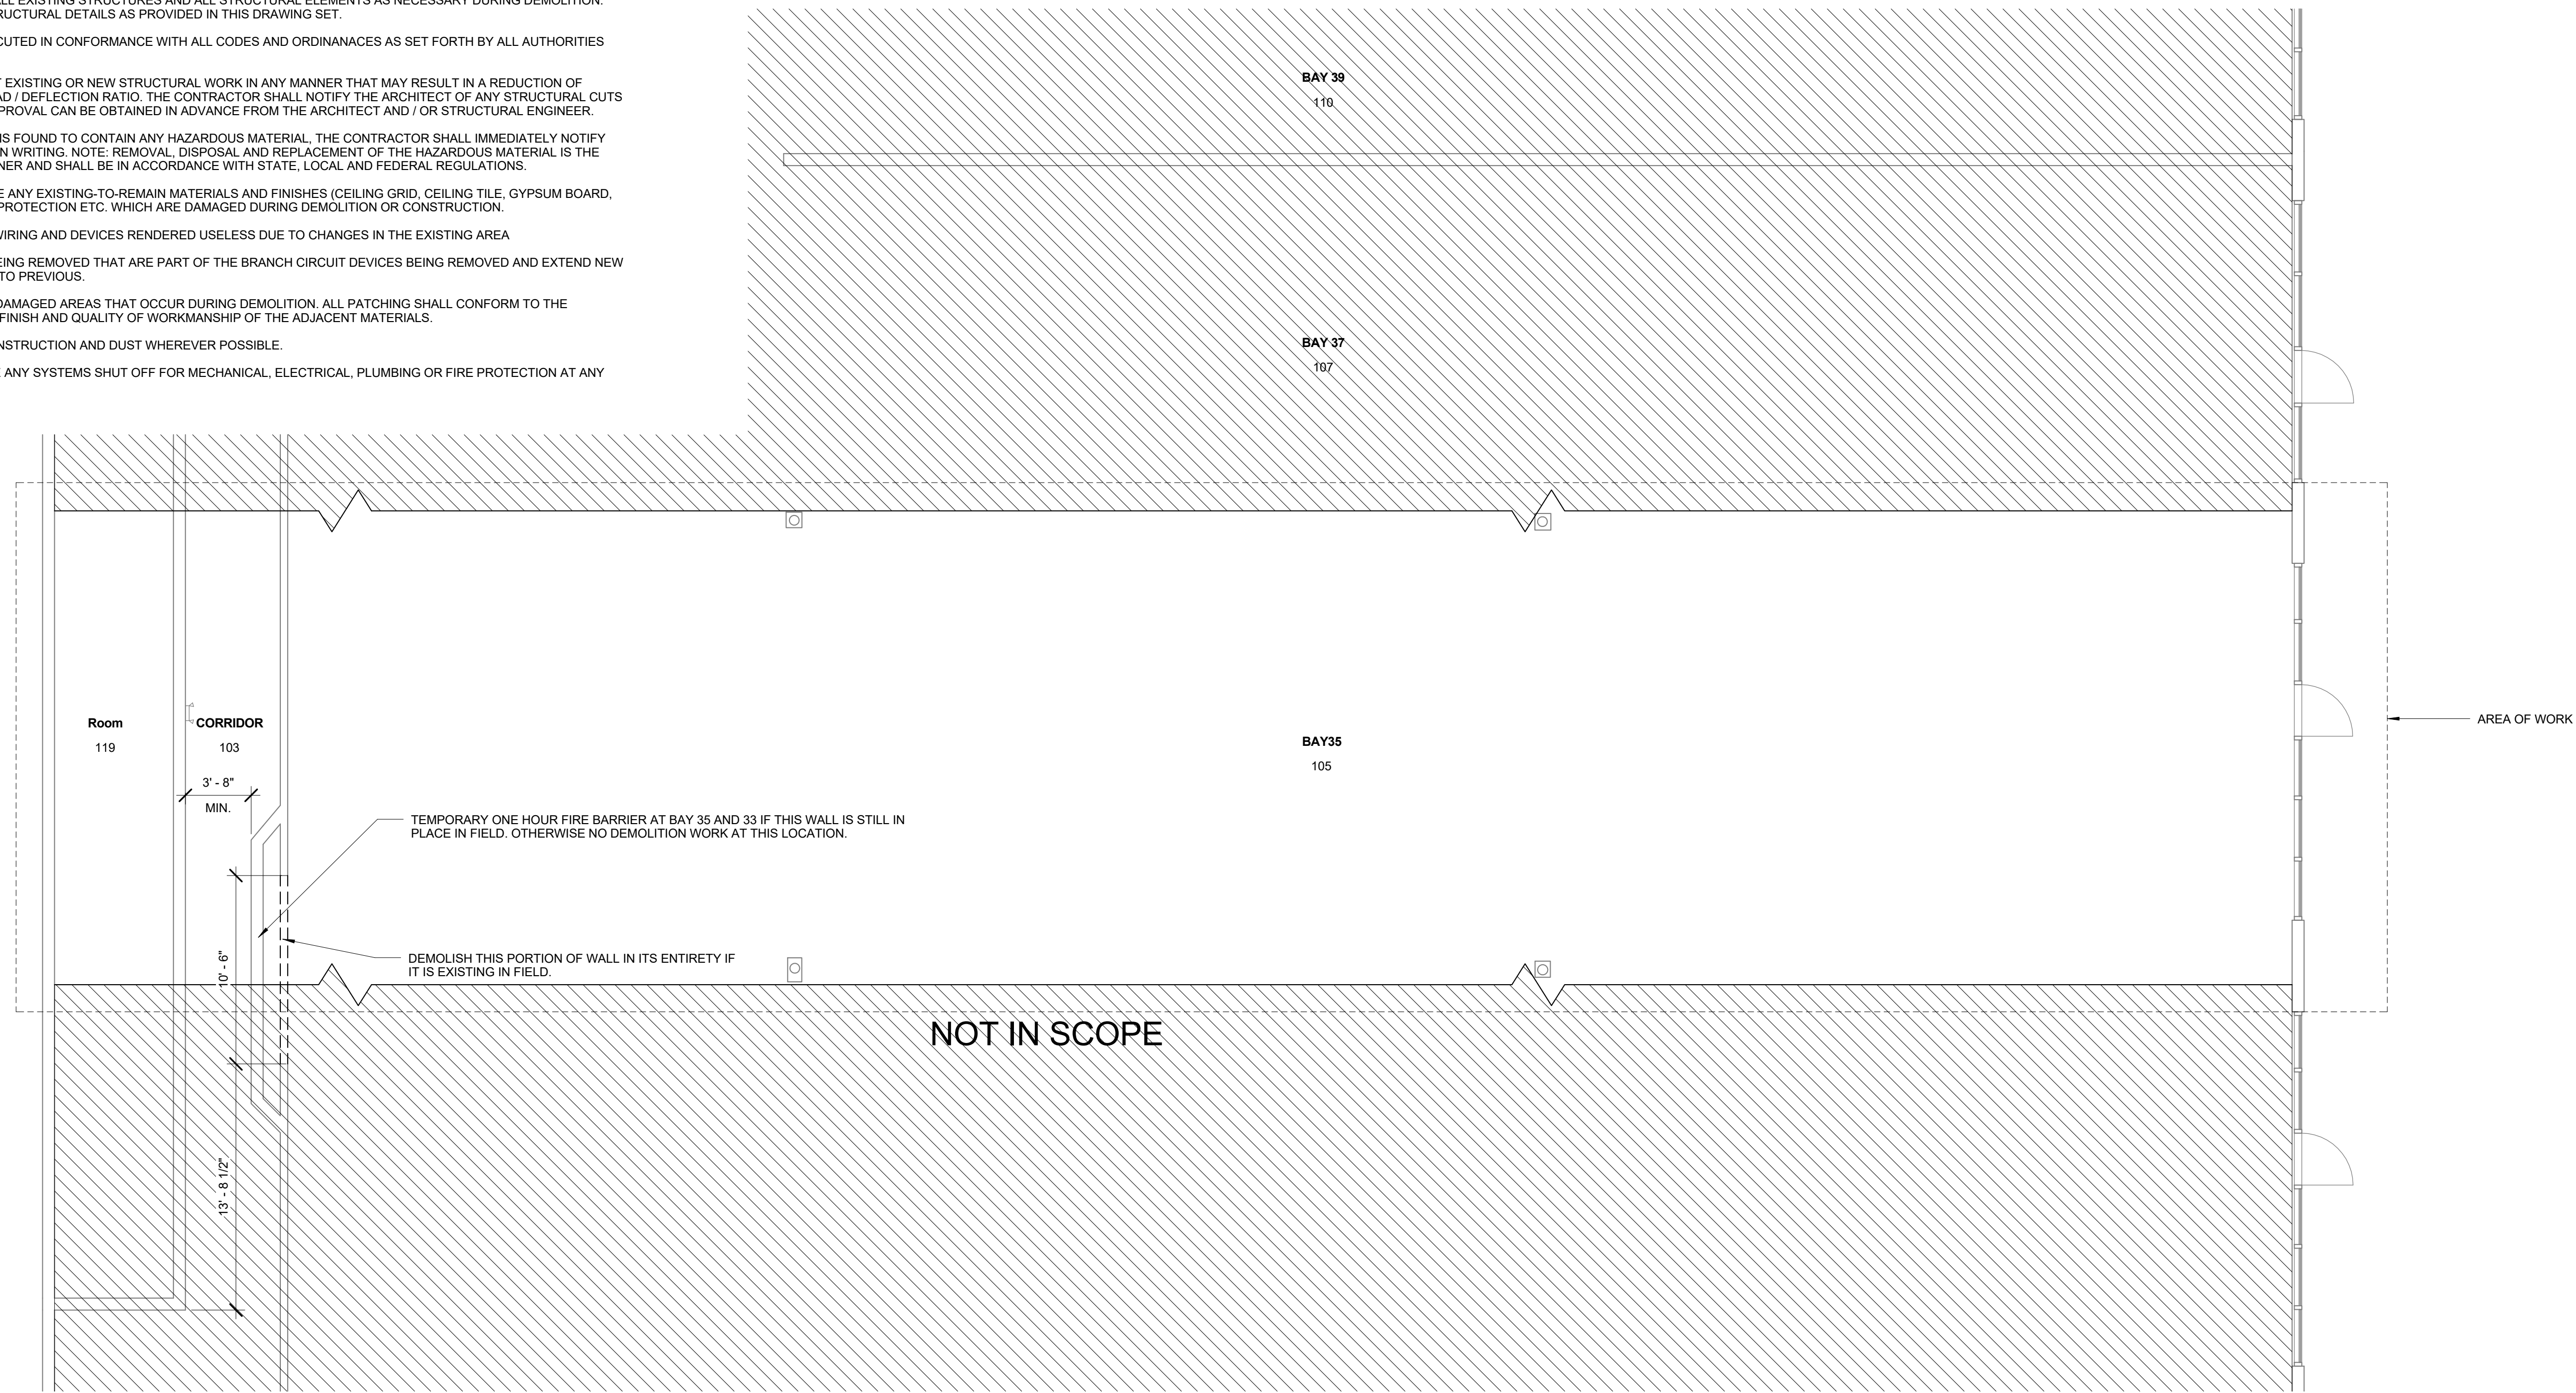 ALL EXISTING STRUCTURES AND ALL STRUCTURAL ELEMENTS AS NECESSARY DURING DEMOLITION.
RUCTURAL DETAILS AS PROVIDED IN THIS DRAWING SET.
CUTED IN CONFORMANCE WITH ALL CODES AND ORDINANACES AS SET FORTH BY ALL AUTHORITIES
T EXISTING OR NEW STRUCTURAL WORK IN ANY MANNER THAT MAY RESULT IN A REDUCTION OF
AD / DEFLECTION RATIO. THE CONTRACTOR SHALL NOTIFY THE ARCHITECT OF ANY STRUCTURAL CUTS
PROVAL CAN BE OBTAINED IN ADVANCE FROM THE ARCHITECT AND / OR STRUCTURAL ENGINEER.
IS FOUND TO CONTAIN ANY HAZARDOUS MATERIAL, THE CONTRACTOR SHALL IMMEDIATELY NOTIFY
IN WRITING. NOTE: REMOVAL, DISPOSAL AND REPLACEMENT OF THE HAZARDOUS MATERIAL IS THE
NER AND SHALL BE IN ACCORDANCE WITH STATE, LOCAL AND FEDERAL REGULATIONS.
E ANY EXISTING-TO-REMAIN MATERIALS AND FINISHES (CEILING GRID, CEILING TILE, GYPSUM BOARD,
PROTECTION ETC. WHICH ARE DAMAGED DURING DEMOLITION OR CONSTRUCTION.
WIRING AND DEVICES RENDERED USELESS DUE TO CHANGES IN THE EXISTING AREA
EING REMOVED THAT ARE PART OF THE BRANCH CIRCUIT DEVICES BEING REMOVED AND EXTEND NEW
TO PREVIOUS.
DAMAGED AREAS THAT OCCUR DURING DEMOLITION. ALL PATCHING SHALL CONFORM TO THE
FINISH AND QUALITY OF WORKMANSHIP OF THE ADJACENT MATERIALS.
NSTRUCTION AND DUST WHEREVER POSSIBLE.
ANY SYSTEMS SHUT OFF FOR MECHANICAL, ELECTRICAL, PLUMBING OR FIRE PROTECTION AT ANY
BAY 39
110
BAY 37
107
Room
119
CORRIDOR
103
3' - 8"
MIN.
BAY35
105
AREA OF WORK
TEMPORARY ONE HOUR FIRE BARRIER AT BAY 35 AND 33 IF THIS WALL IS STILL IN
PLACE IN FIELD. OTHERWISE NO DEMOLITION WORK AT THIS LOCATION.
DEMOLISH THIS PORTION OF WALL IN ITS ENTIRETY IF
IT IS EXISTING IN FIELD.
10' - 6"
NOT IN SCOPE
13' - 8 1/2"